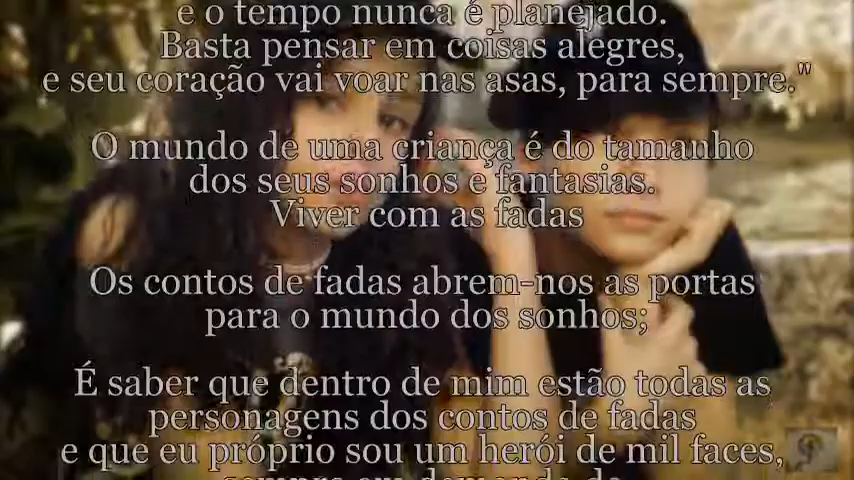 e o tempo nunca é planejado.
Basta pensar em coisas alegres,
e seu coração vai voar nas asas, para sempre."
O mundo de uma criança é do tamanho
dos seus sonhos e fantasias.
Viver com as fadas
Os contos de fadas abrem-nos as portas
para o mundo dos sonhos;
É saber que dentro de mim estão todas as
personagens dos contos de fadas
e que eu próprio sou um herói de mil faces,